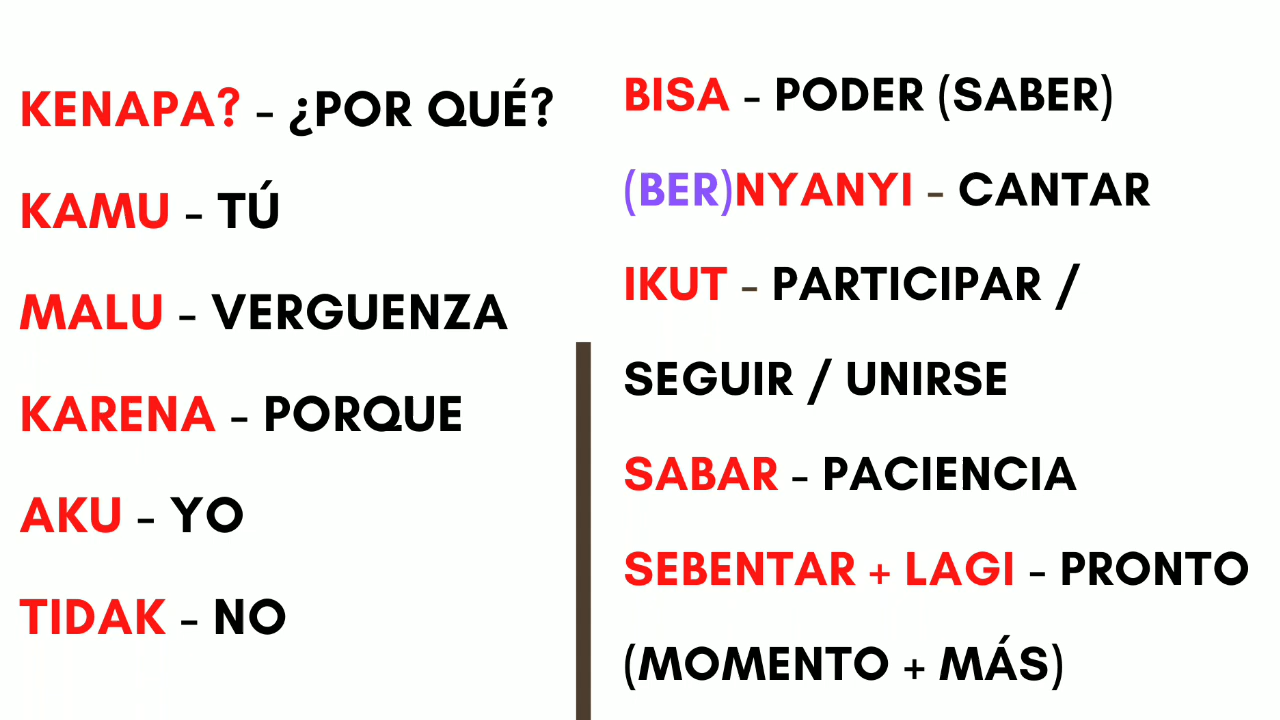 KENAPA? - ¿POR QUÉ?
KAMU - TÚ
MALU - VERGUENZA
KARENA - PORQUE
AKU - YO
TIDAK - NO
BISA - PODER (SABER)
(BER)NYANYI - CANTAR
IKUT - PARTICIPAR /
SEGUIR / UNIRSE
SABAR - PACIENCIA
SEBENTAR + LAGI - PRONTO
(MOMENTO + MÁS)